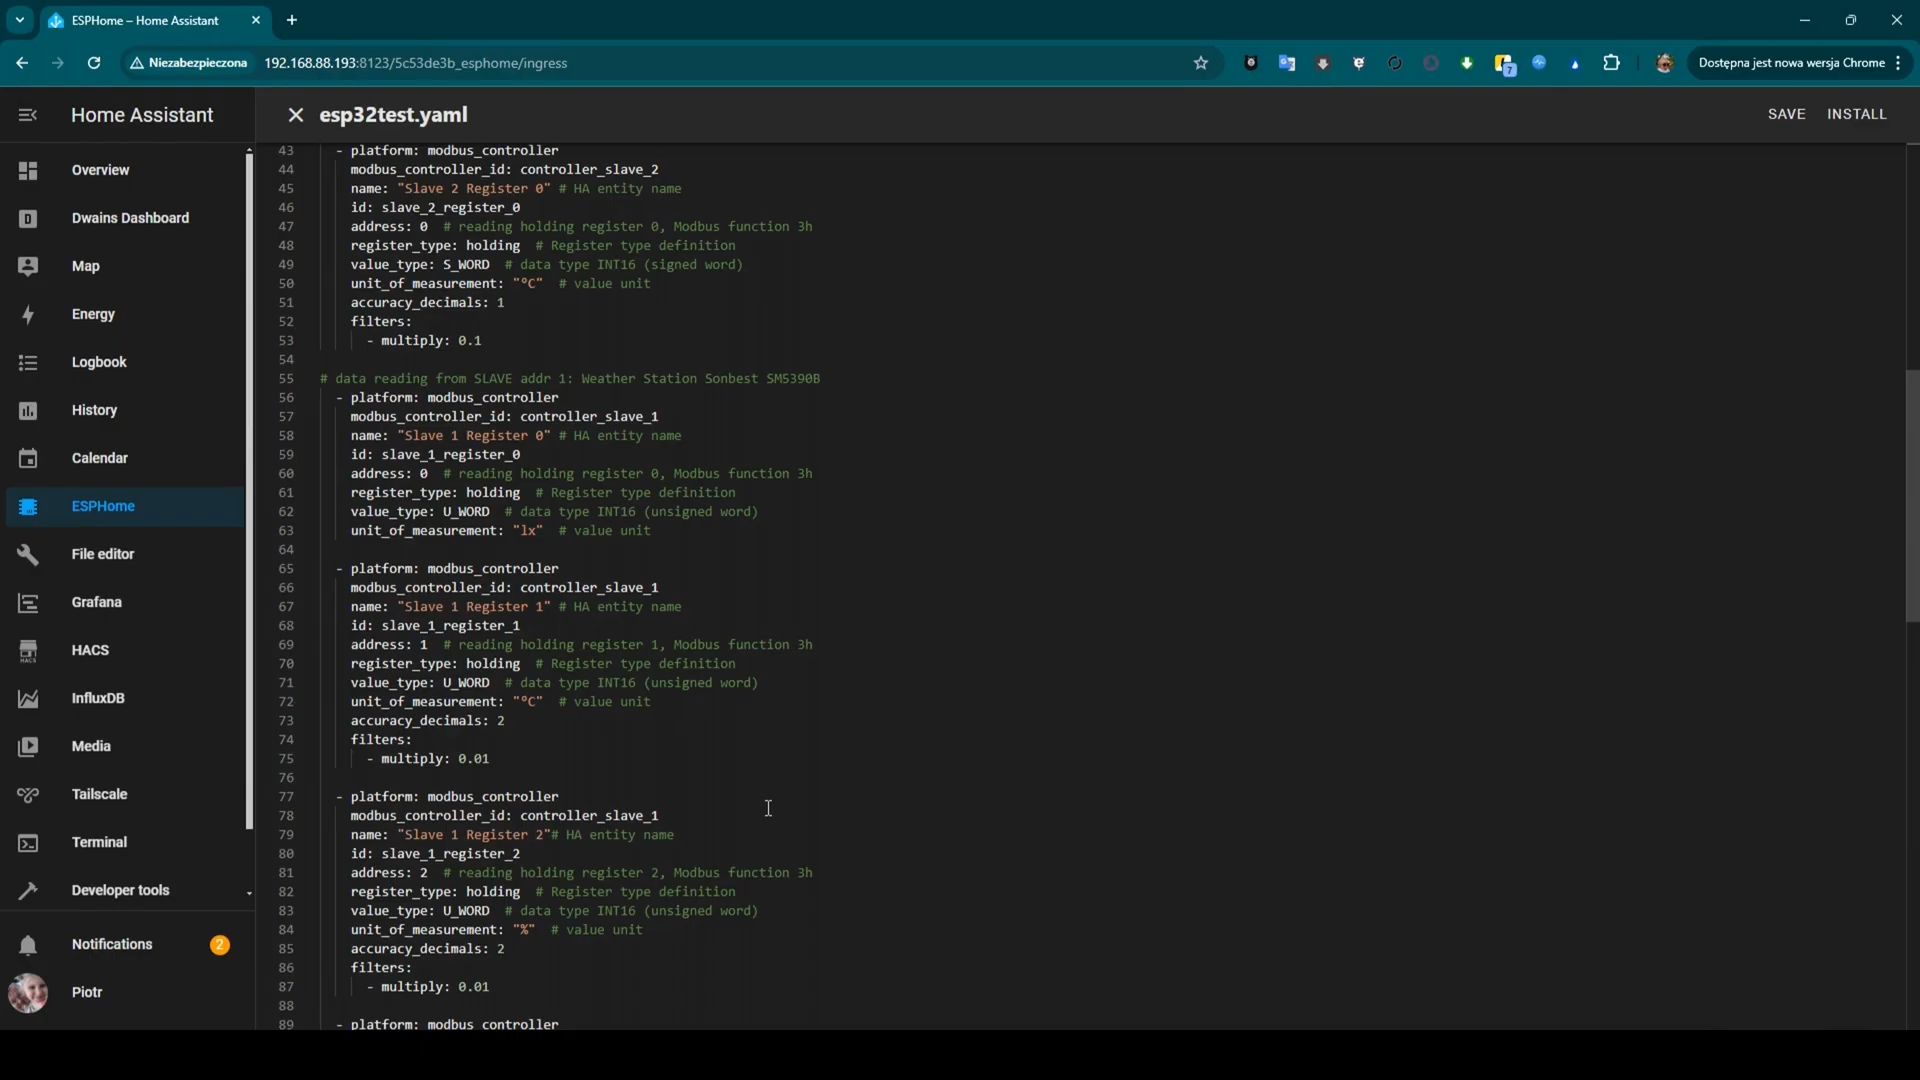 ESPHome – Home Assistant
Niezabezpieczona
192.168.88.193:8123/5c53de3b_esphome/ingress
7
Dostępna jest nowa wersja Chrome
Home Assistant
esp32test.yaml
SAVE
INSTALL
Overview
D
Dwains Dashboard
Map
Energy
Logbook
History
Calendar
ESPHome
File editor
Grafana
HACS
HACS
InfluxDB
Media
Tailscale
Terminal
Developer tools
Notifications
2
Piotr
43 - platform: modbus_controller
44 modbus_controller_id: controller_slave_2
45 name: "Slave 2 Register 0" # HA entity name
46 id: slave_2_register_0
47 address: 0 # reading holding register 0, Modbus function 3h
48 register_type: holding # Register type definition
49 value_type: S_WORD # data type INT16 (signed word)
50 unit_of_measurement: "°C" # value unit
51 accuracy_decimals: 1
52 filters:
53 - multiply: 0.1
54
55 # data reading from SLAVE addr 1: Weather Station Sonbest SM5390B
56 - platform: modbus_controller
57 modbus_controller_id: controller_slave_1
58 name: "Slave 1 Register 0" # HA entity name
59 id: slave_1_register_0
60 address: 0 # reading holding register 0, Modbus function 3h
61 register_type: holding # Register type definition
62 value_type: U_WORD # data type INT16 (unsigned word)
63 unit_of_measurement: "lx" # value unit
64
65 - platform: modbus_controller
66 modbus_controller_id: controller_slave_1
67 name: "Slave 1 Register 1" # HA entity name
68 id: slave_1_register_1
69 address: 1 # reading holding register 1, Modbus function 3h
70 register_type: holding # Register type definition
71 value_type: U_WORD # data type INT16 (unsigned word)
72 unit_of_measurement: "°C" # value unit
73 accuracy_decimals: 2
74 filters:
75 - multiply: 0.01
76
77 - platform: modbus_controller
78 modbus_controller_id: controller_slave_1
79 name: "Slave 1 Register 2"# HA entity name
80 id: slave_1_register_2
81 address: 2 # reading holding register 2, Modbus function 3h
82 register_type: holding # Register type definition
83 value_type: U_WORD # data type INT16 (unsigned word)
84 unit_of_measurement: "%" # value unit
85 accuracy_decimals: 2
86 filters:
87 - multiply: 0.01
88
89 - platform: modbus_controller